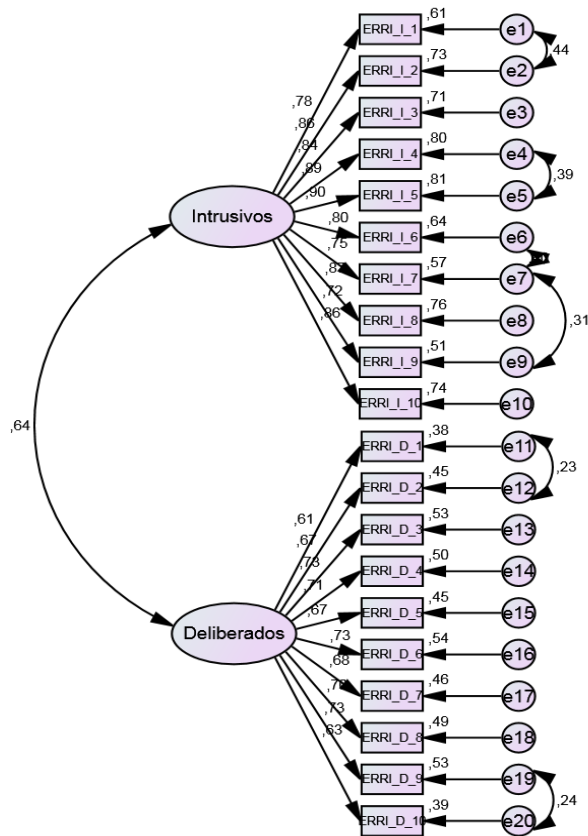 ERRI_I_1 ,61 e1
,44
ERRI_I_2 ,73 e2
ERRI_I_3 ,71 e3
ERRI_I_4 ,80 e4
,39
ERRI_I_5 ,81 e5
ERRI_I_6 ,64 e6
ERRI_I_7 ,57 e7
ERRI_I_8 ,76 e8
,31
ERRI_I_9 ,51 e9
ERRI_I_10 ,74 e10
,78
,86
,84
,89
,90
,80
,75
,72
,86
Intrusivos
,64
ERRI_D_1 ,38 e11
,23
ERRI_D_2 ,45 e12
ERRI_D_3 ,53 e13
ERRI_D_4 ,50 e14
ERRI_D_5 ,45 e15
ERRI_D_6 ,54 e16
ERRI_D_7 ,46 e17
ERRI_D_8 ,49 e18
ERRI_D_9 ,53 e19
,24
ERRI_D_10 ,39 e20
,61
,67
,73
,71
,67
,73
,68
,73
,63
Deliberados